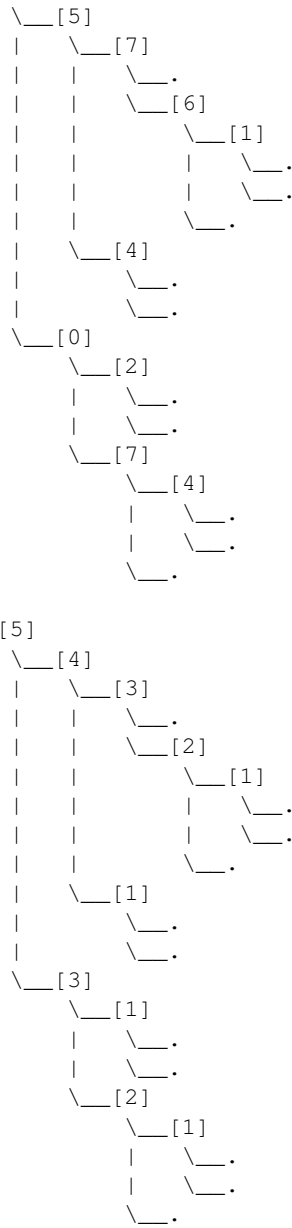 \__[5]
|   \__[7]
|   |   \__.
|   |   \__[6]
|   |       \__[1]
|   |       |   \__.
|   |       |   \__.
|   |       \__.
|   \__[4]
|       \__.
|       \__.
\__[0]
    \__[2]
    |   \__.
    |   \__.
    \__[7]
        \__[4]
        |   \__.
        |   \__.
        \__.
[5]
 \__[4]
 |   \__[3]
 |   |   \__.
 |   |   \__[2]
 |   |       \__[1]
 |   |       |   \__.
 |   |       |   \__.
 |   |       \__.
 |   \__[1]
 |       \__.
 |       \__.
 \__[3]
     \__[1]
     |   \__.
     |   \__.
     \__[2]
         \__[1]
         |   \__.
         |   \__.
         \__.